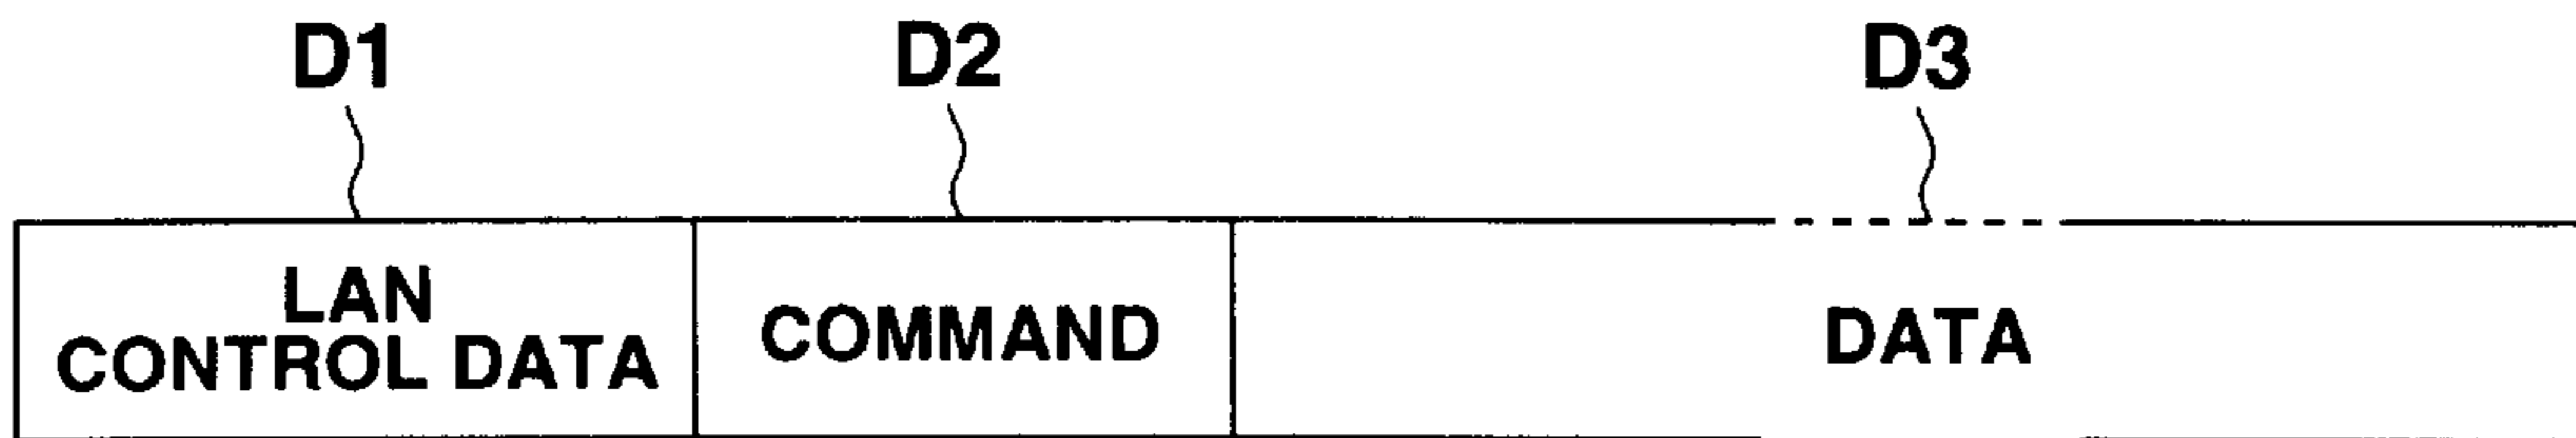 D1 D2 D3
LAN
CONTROL DATA
COMMAND
DATA